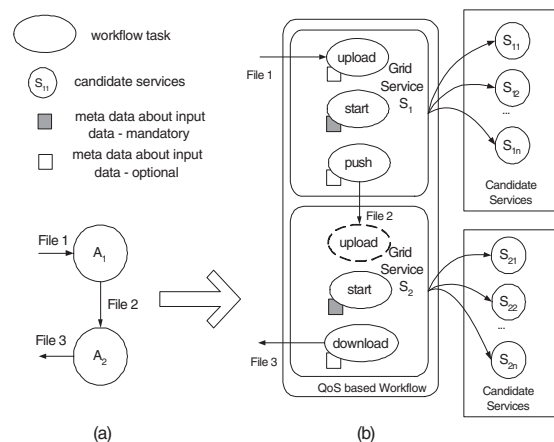 workflow task
S11
candidate services
meta data about input
data - mandatory
meta data about input
data - optional
File 1
A1
File 2
File 3
A2
(a)
File 1
upload
Grid
Service
S1
start
push
File 2
upload
Grid
Service
S2
start
download
File 3
QoS based Workflow
(b)
S11
S12
...
S1n
Candidate
Services
S21
S22
...
S2n
Candidate
Services